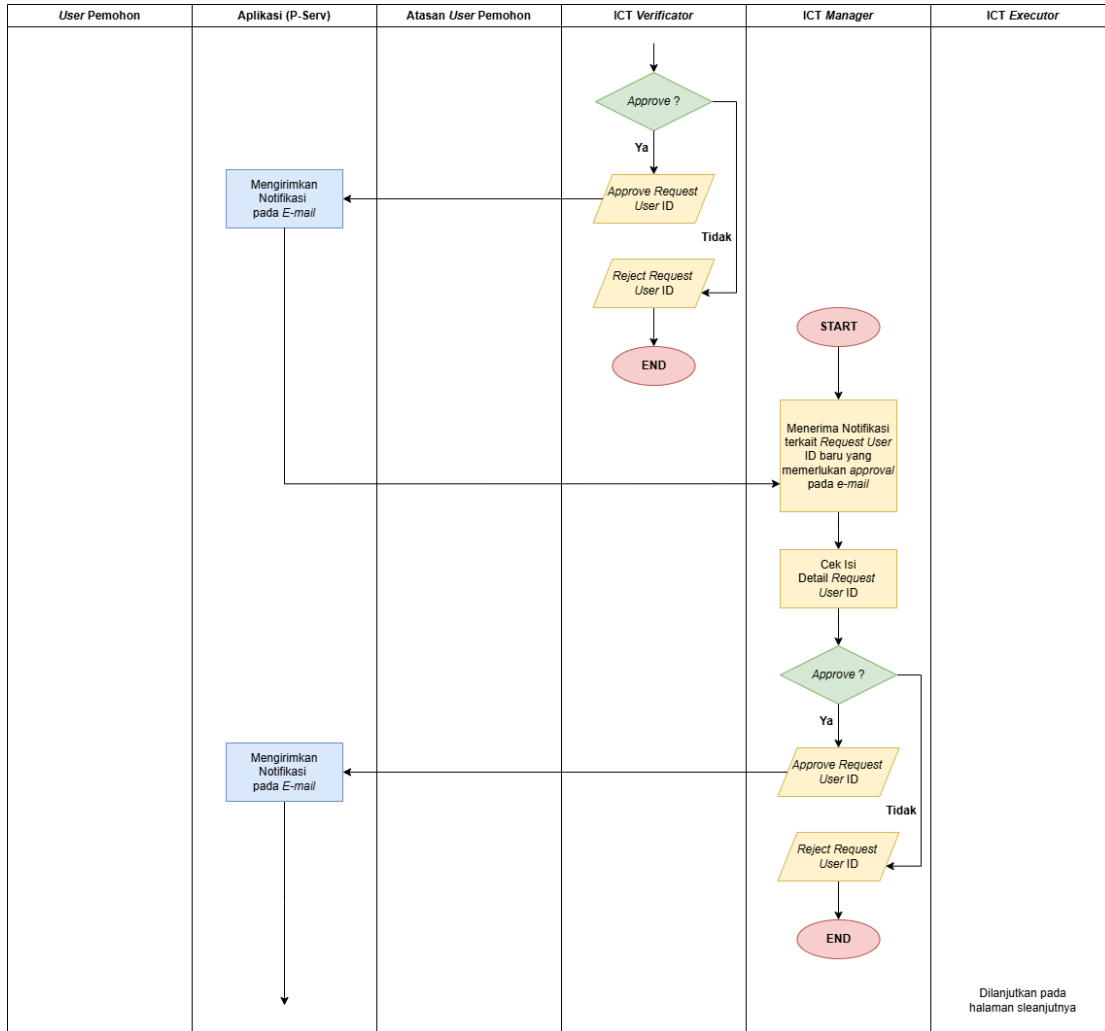 User Pemohon
Aplikasi (P-Serv)
Atasan User Pemohon
ICT Verificator
ICT Manager
ICT Executor
Approve ?
Ya
Mengirimkan
Notifikasi
pada E-mail
Approve Request
User ID
Tidak
Reject Request
User ID
END
START
Menerima Notifikasi
terkait Request User
ID baru yang
memerlukan approval
pada e-mail
Cek Isi
Detail Request
User ID
Approve ?
Ya
Mengirimkan
Notifikasi
pada E-mail
Approve Request
User ID
Tidak
Reject Request
User ID
END
Dilanjutkan pada
halaman sleanjutnya